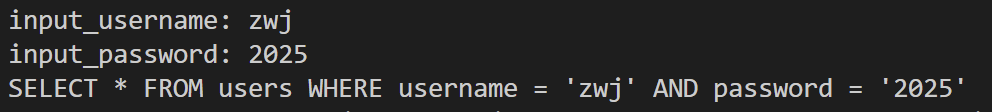 input_username: zwj
input_password: 2025
SELECT * FROM users WHERE username = 'zwj' AND password = '2025'